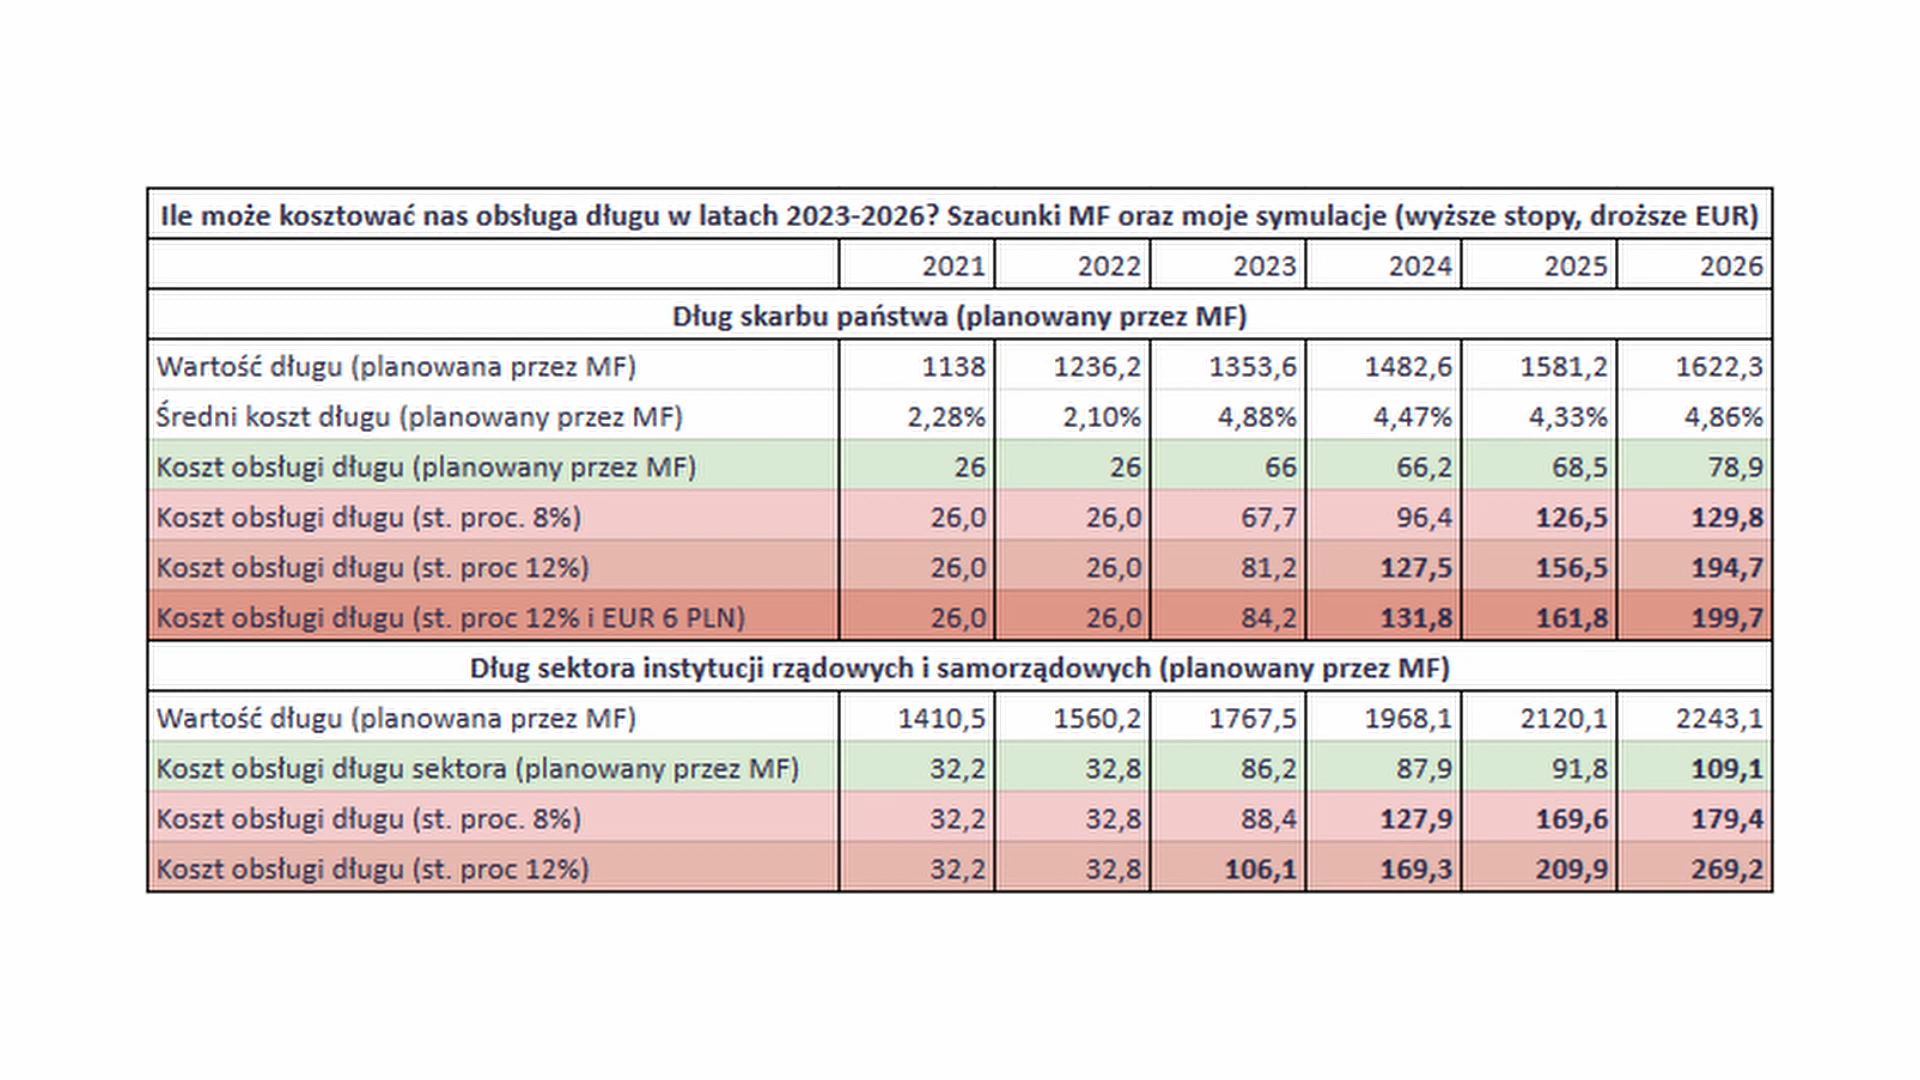 Ile może kosztować nas obsługa długu w latach 2023-2026? Szacunki MF oraz moje symulacje (wyższe stopy, droższe EUR)
2021 2022 2023 2024 2025 2026
Dług skarbu państwa (planowany przez MF)
Wartość długu (planowana przez MF) 1138 1236,2 1353,6 1482,6 1581,2 1622,3
Średni koszt długu (planowany przez MF) 2,28% 2,10% 4,88% 4,47% 4,33% 4,86%
Koszt obsługi długu (planowany przez MF) 26 26 66 66,2 68,5 78,9
Koszt obsługi długu (st. proc. 8%) 26,0 26,0 67,7 96,4 126,5 129,8
Koszt obsługi długu (st. proc 12%) 26,0 26,0 81,2 127,5 156,5 194,7
Koszt obsługi długu (st. proc 12% i EUR 6 PLN) 26,0 26,0 84,2 131,8 161,8 199,7
Dług sektora instytucji rządowych i samorządowych (planowany przez MF)
Wartość długu (planowana przez MF) 1410,5 1560,2 1767,5 1968,1 2120,1 2243,1
Koszt obsługi długu sektora (planowany przez MF) 32,2 32,8 86,2 87,9 91,8 109,1
Koszt obsługi długu (st. proc. 8%) 32,2 32,8 88,4 127,9 169,6 179,4
Koszt obsługi długu (st. proc 12%) 32,2 32,8 106,1 169,3 209,9 269,2